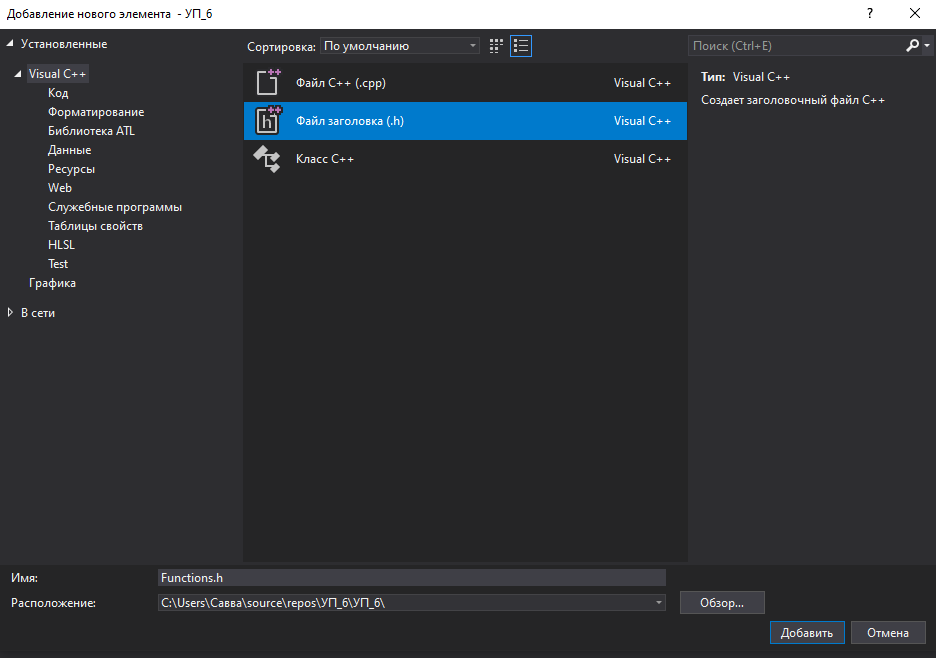 Добавление нового элемента - УП_6
?
Установленные
Сортировка: По умолчанию
Поиск (Ctrl+E)
Visual C++
Код
Форматирование
Библиотека ATL
Данные
Ресурсы
Web
Служебные программы
Таблицы свойств
HLSL
Test
Графика
В сети
Файл C++ (.cpp) Visual C++
Файл заголовка (.h) Visual C++
Класс C++ Visual C++
Тип: Visual C++
Создает заголовочный файл C++
Имя: Functions.h
Расположение: C:\Users\Савва\source\repos\УП_6\УП_6\
Обзор...
Добавить Отмена